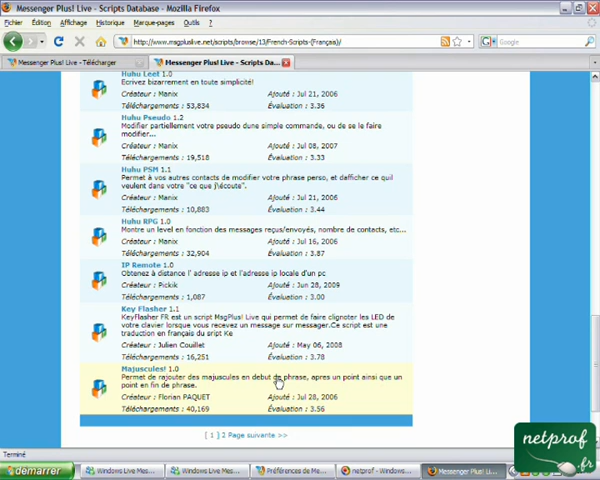 Messenger Plus! Live - Scripts Database - Mozilla Firefox
Fichier Édition Affichage Historique Marque-pages Outils ?
http://www.msgpluslive.net/scripts/browse/13/French-Scripts-(Français)/
Google
Messenger Plus! Live - Télécharger
Messenger Plus! Live - Scripts Da...
Huhu Leet 1.0
Ecrivez bizarrement en toute simplicité!
Créateur : Manix Ajouté : Jul 21, 2006
Téléchargements : 53,834 Évaluation : 3.36
Huhu Pseudo 1.2
Modifier partiellement votre pseudo dune simple commande, ou de se le faire
modifier...
Créateur : Manix Ajouté : Jul 08, 2007
Téléchargements : 19,518 Évaluation : 3.33
Huhu PSM 1.1
Permet à vos autres contacts de modifier votre phrase perso, et dafficher ce quil
veulent dans votre "ce que j\écoute".
Créateur : Manix Ajouté : Jul 21, 2006
Téléchargements : 10,883 Évaluation : 3.44
Huhu RPG 1.0
Montre un level en fonction des messages reçus/envoyés, nombre de contacts, etc...
Créateur : Manix Ajouté : Jul 16, 2006
Téléchargements : 32,904 Évaluation : 3.87
IP Remote 1.0
Obtenez à distance l' adresse ip et l'adresse ip locale d'un pc
Créateur : Pickik Ajouté : Jun 28, 2009
Téléchargements : 1,087 Évaluation : 3.00
Key Flasher 1.1
KeyFlasher FR est un script MsgPlus! Live qui permet de faire clignoter les LED de
votre clavier lorsque vous recevez un message sur messager.Ce script est une
traduction en français du sript Ke
Créateur : Julien Couillet Ajouté : May 06, 2008
Téléchargements : 16,251 Évaluation : 3.78
Majuscules! 1.0
Permet de rajouter des majuscules en debut de phrase, apres un point ainsi que un
point en fin de phrase.
Créateur : Florian PAQUET Ajouté : Jul 28, 2006
Téléchargements : 40,169 Évaluation : 3.56
[ 1 ] 2 Page suivante >>
Terminé
démarrer
Windows Live Mes...
Windows Live Mes...
Préférences de Me...
netprof - Windows...
Messenger Plus! Li...
netprof
.fr